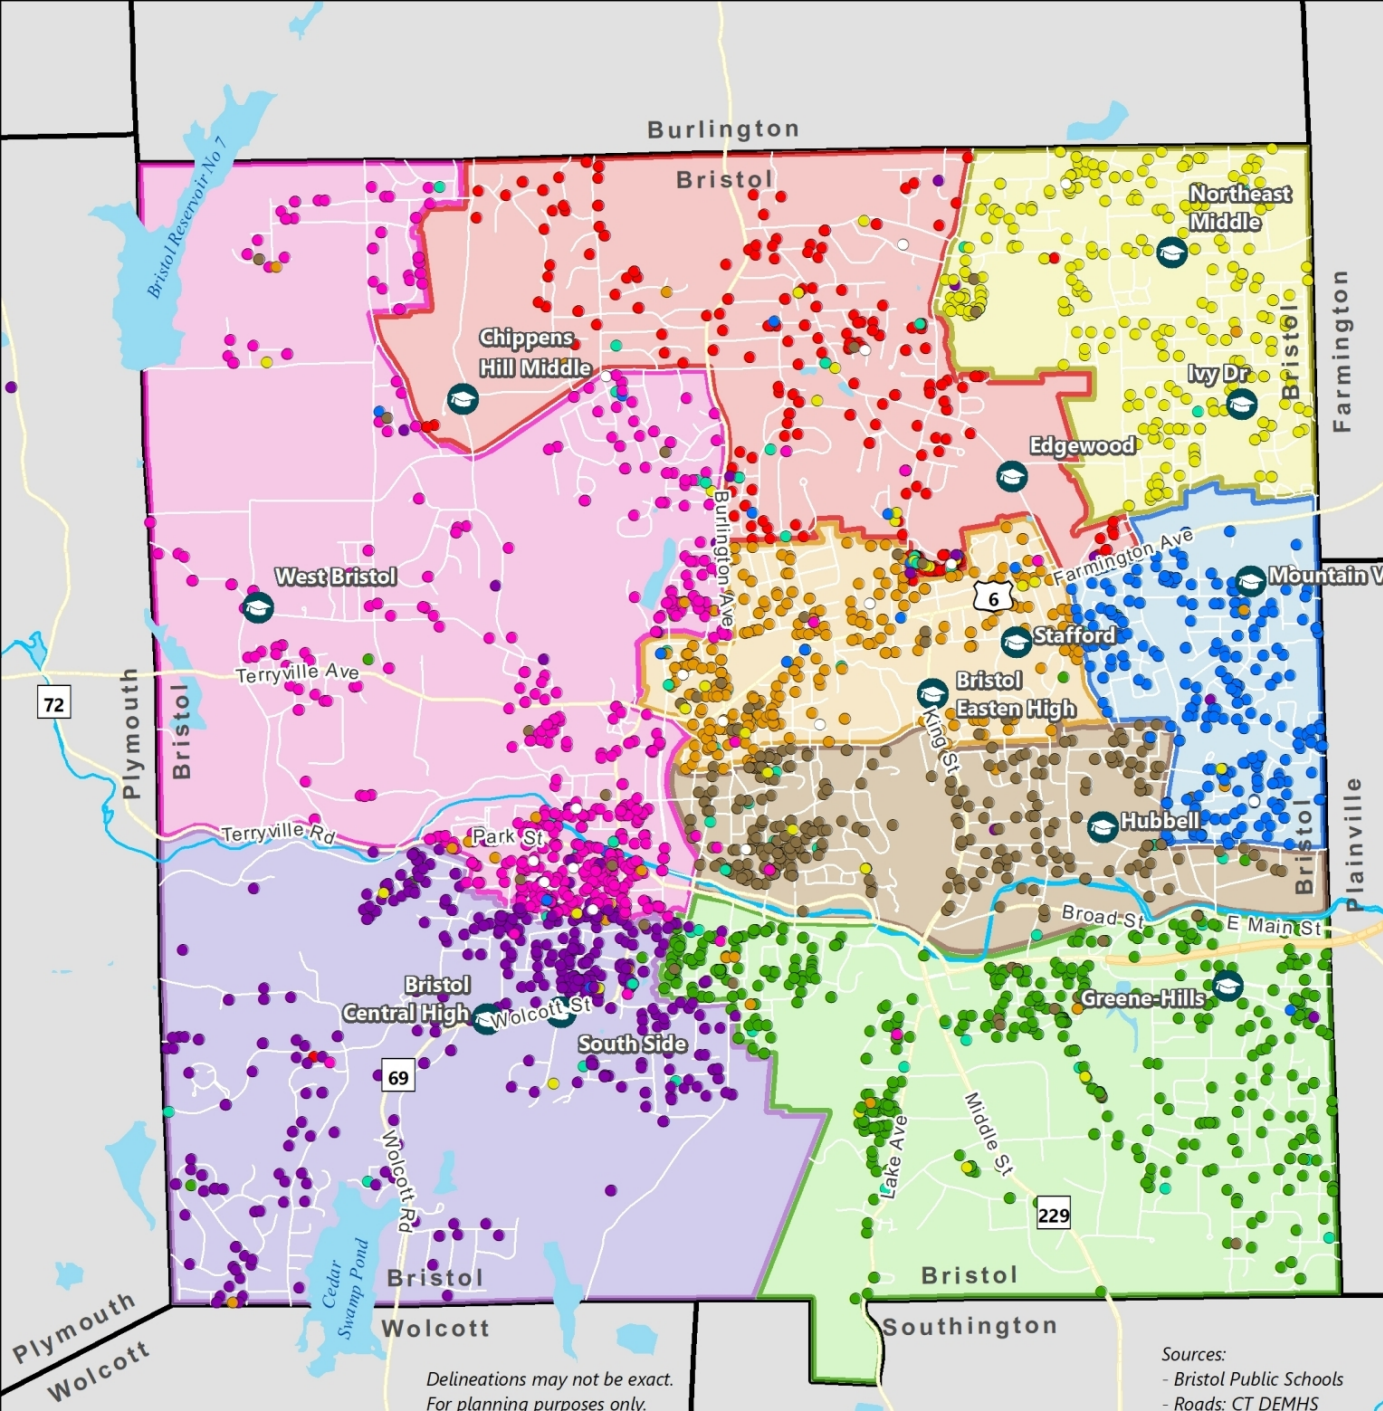 Burlington
Bristol
Bristol Reservoir No 7
Northeast
Middle
Farmington
Bristol
Chippens
Hill Middle
Ivy Dr
Edgewood
Burlington Ave
Farmington Ave
West Bristol
Mountain V
6
Stafford
Terryville Ave
Bristol
Easten High
King St
72
Plymouth
Bristol
Terryville Rd
Park St
Hubbell
Bristol
Plainville
Broad St
E Main St
Bristol
Central High
Wolcott St
Greene-Hills
South Side
69
Wolcott Rd
Lake Ave
Middle St
229
Cedar
Swamp Pond
Bristol
Bristol
Plymouth
Wolcott
Wolcott
Southington
Delineations may not be exact.
For planning purposes only.
Sources:
- Bristol Public Schools
- Roads: CT DEMHS